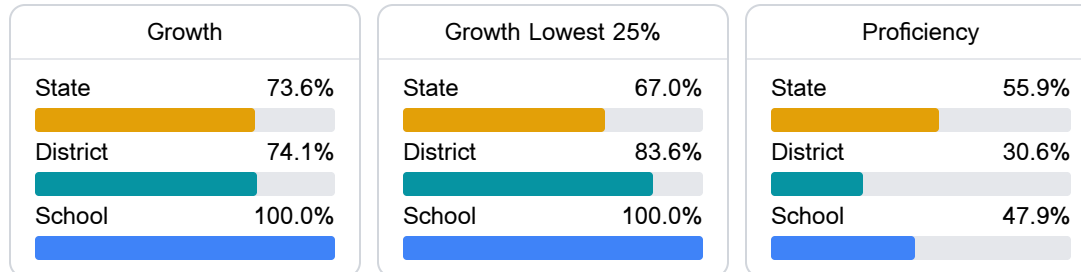 Growth
State 73.6%
District 74.1%
School 100.0%
Growth Lowest 25%
State 67.0%
District 83.6%
School 100.0%
Proficiency
State 55.9%
District 30.6%
School 47.9%